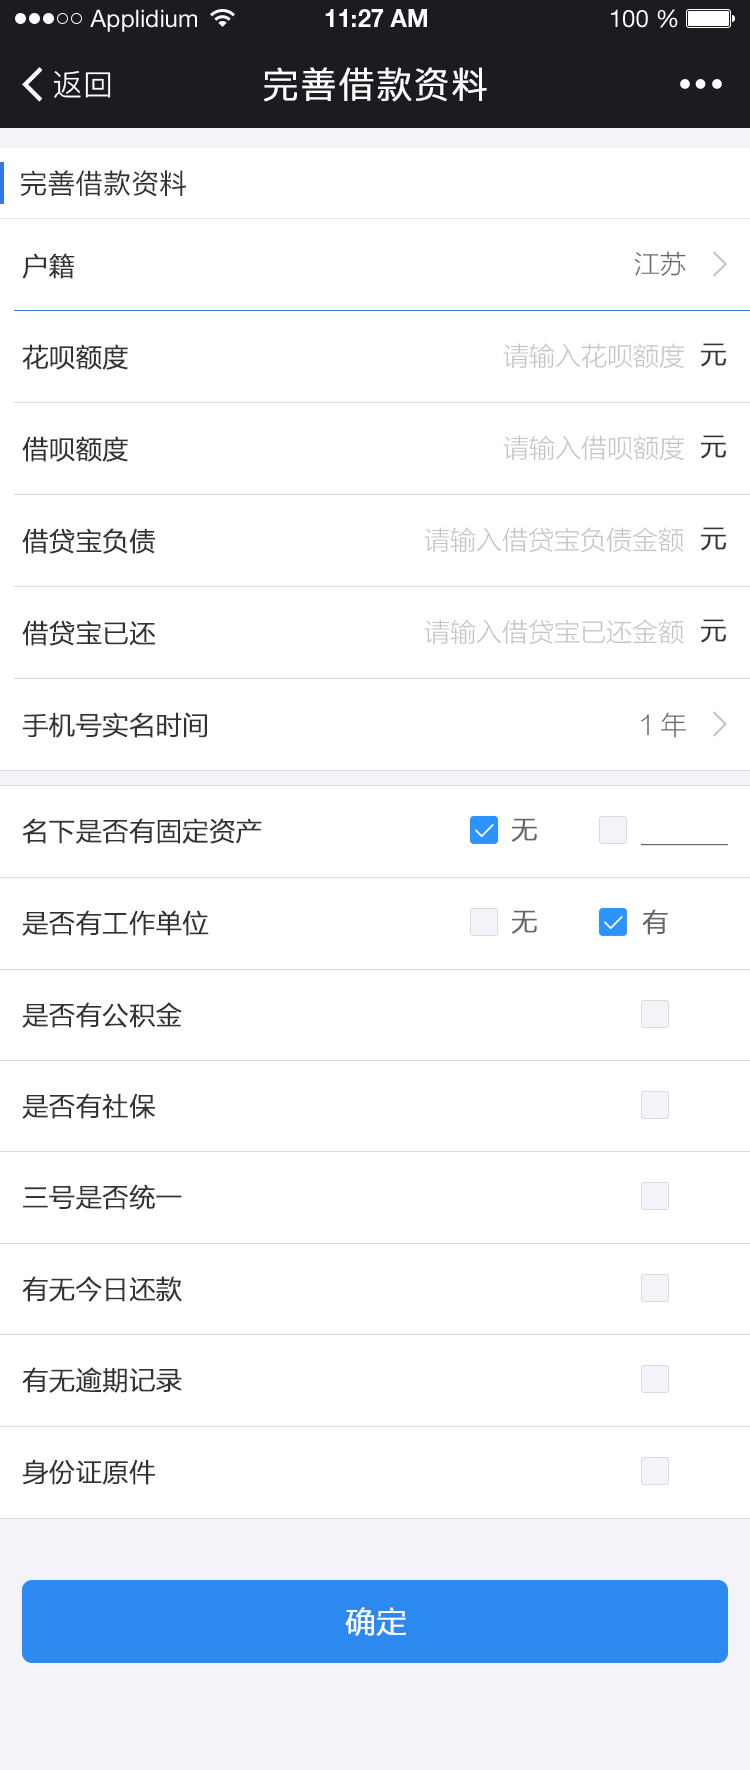 Applidium 11:27 AM 100 %
返回 完善借款资料
完善借款资料
户籍 江苏
花呗额度 请输入花呗额度 元
借呗额度 请输入借呗额度 元
借贷宝负债 请输入借贷宝负债金额 元
借贷宝已还 请输入借贷宝已还金额 元
手机号实名时间 1 年
名下是否有固定资产 无
是否有工作单位 无 有
是否有公积金
是否有社保
三号是否统一
有无今日还款
有无逾期记录
身份证原件
确定